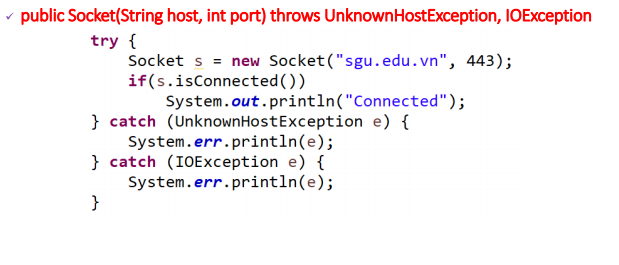 ✓ public Socket(String host, int port) throws UnknownHostException, IOException
try {
    Socket s = new Socket("sgu.edu.vn", 443);
    if(s.isConnected())
        System.out.println("Connected");
} catch (UnknownHostException e) {
    System.err.println(e);
} catch (IOException e) {
    System.err.println(e);
}